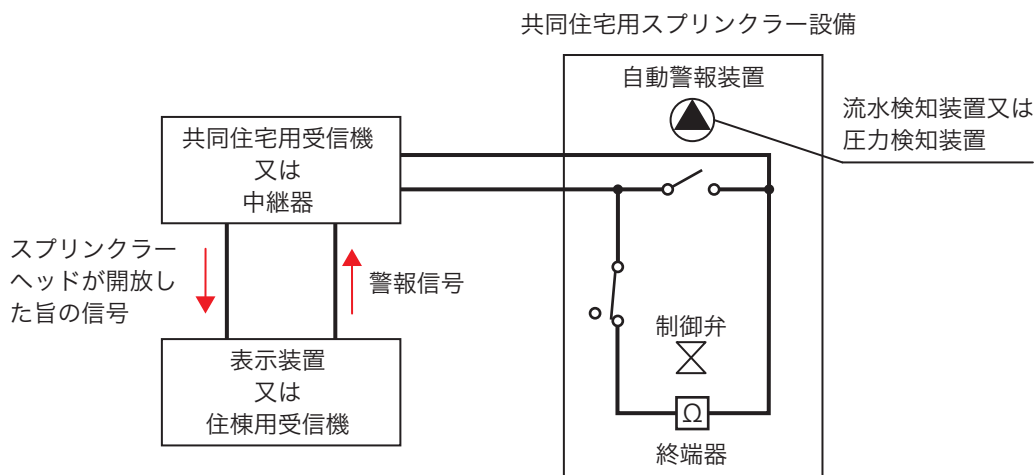 共同住宅用スプリンクラー設備
自動警報装置
流水検知装置又は
圧力検知装置
共同住宅用受信機
又は
中継器
スプリンクラー
ヘッドが開放し
た旨の信号
警報信号
制御弁
表示装置
又は
住棟用受信機
Ω
終端器